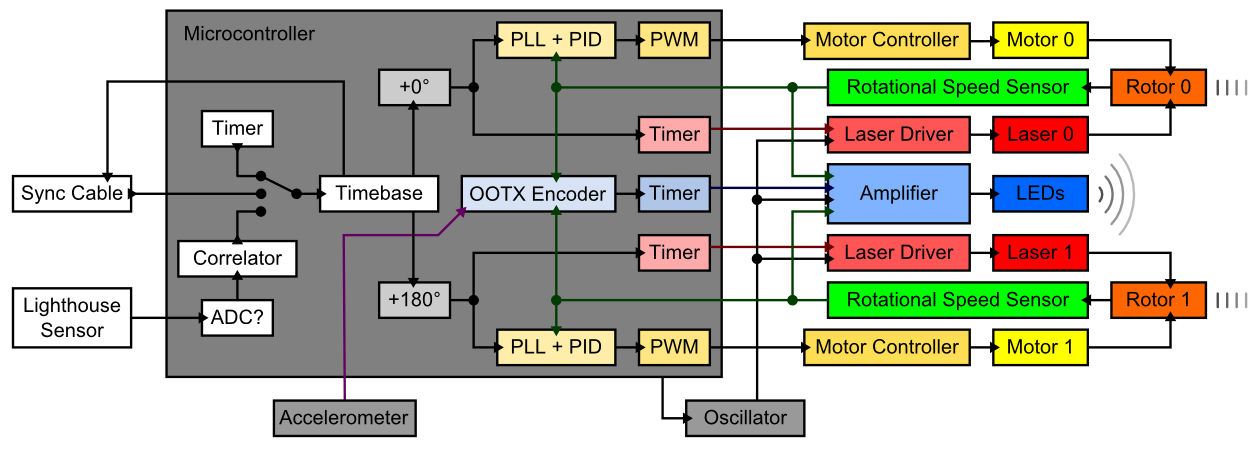 Microcontroller
PLL + PID
PWM
Motor Controller
Motor 0
+0°
Rotational Speed Sensor
Rotor 0
Timer
Timer
Laser Driver
Laser 0
Sync Cable
Timebase
OOTX Encoder
Timer
Amplifier
LEDs
Correlator
Timer
Laser Driver
Laser 1
Lighthouse
Sensor
ADC?
+180°
Rotational Speed Sensor
Rotor 1
PLL + PID
PWM
Motor Controller
Motor 1
Accelerometer
Oscillator